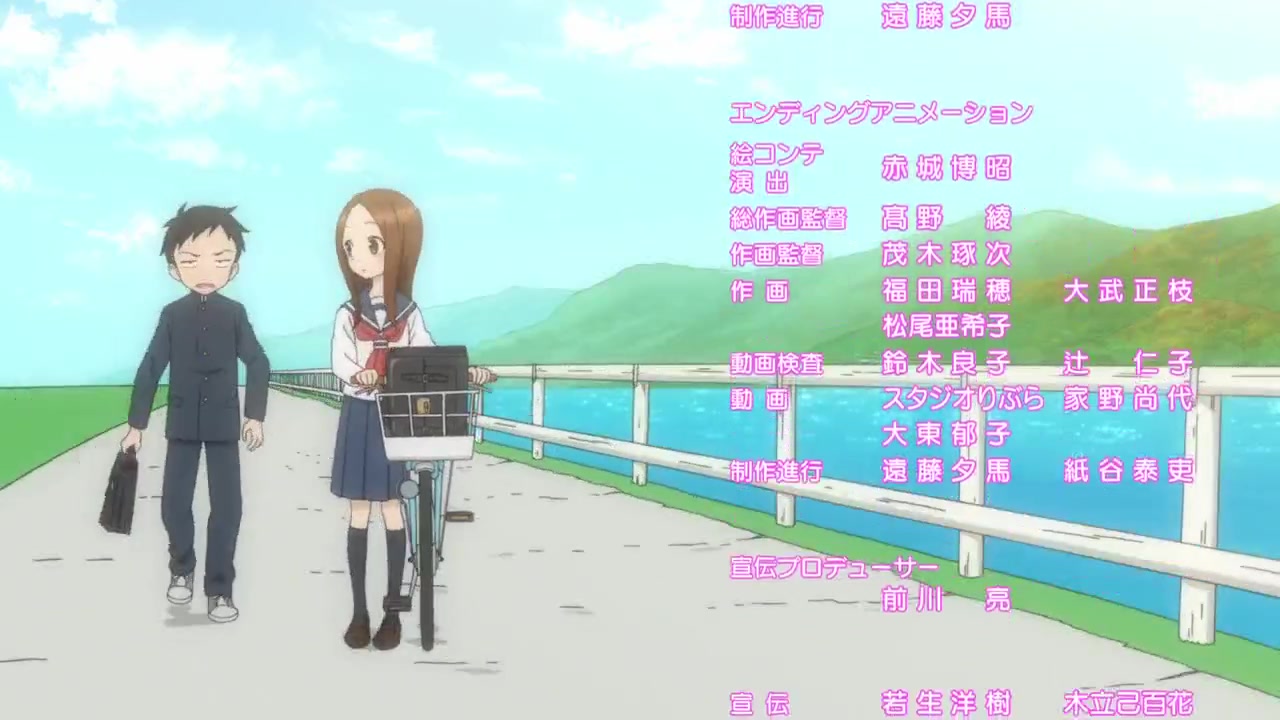 制作進行 遠藤夕馬
エンディングアニメーション
絵コンテ
演出 赤城博昭
総作画監督 髙野 綾
作画監督 茂木琢次
作画 福田瑞穂 大武正枝
松尾亜希子
動画検査 鈴木良子 辻 仁子
動画 スタジオりぶら 家野尚代
大東郁子
制作進行 遠藤夕馬 紙谷泰吏
宣伝プロデューサー
前川 亮
宣伝 若生洋樹 木立己百花